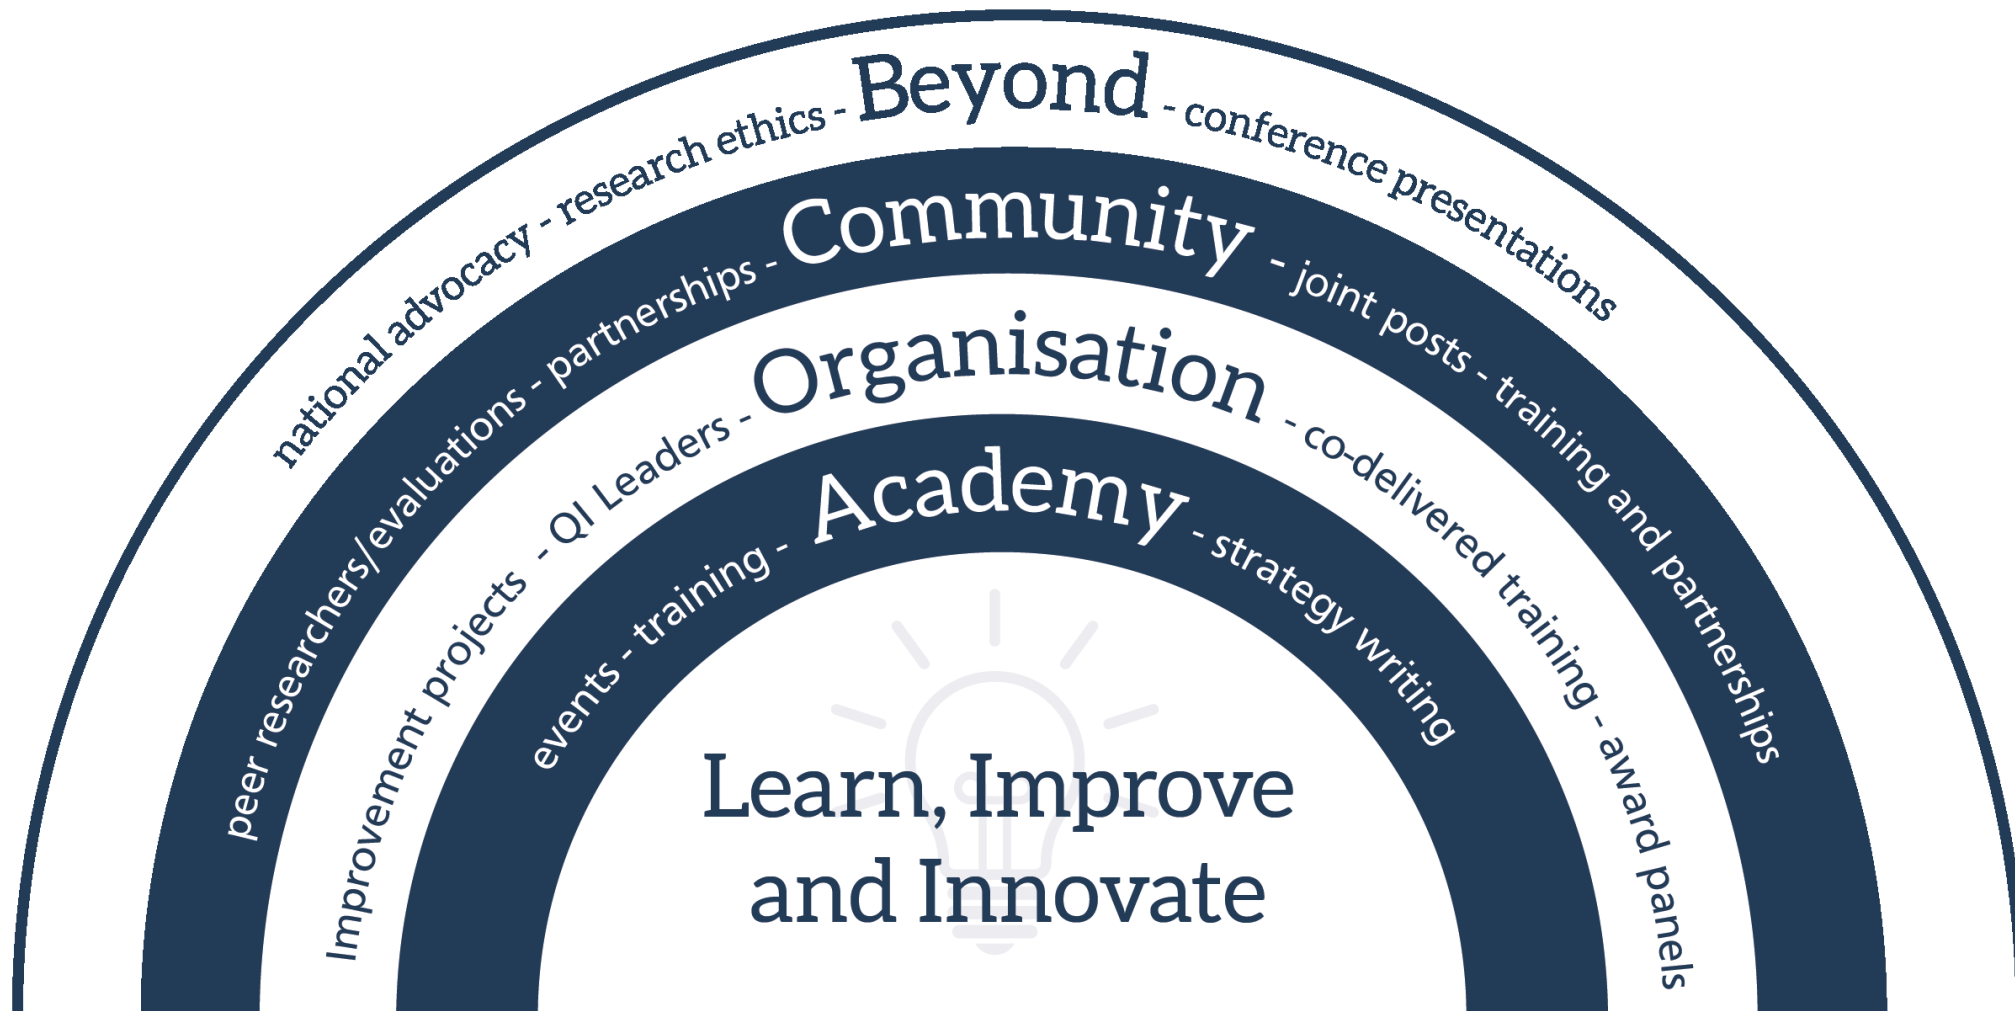 national advocacy - research ethics - Beyond - conference presentations
peer researchers/evaluations - partnerships - Community - joint posts - training and partnerships
Improvement projects - QI Leaders - Organisation - co-delivered training - award panels
events - training - Academy - strategy writing
Learn, Improve
and Innovate